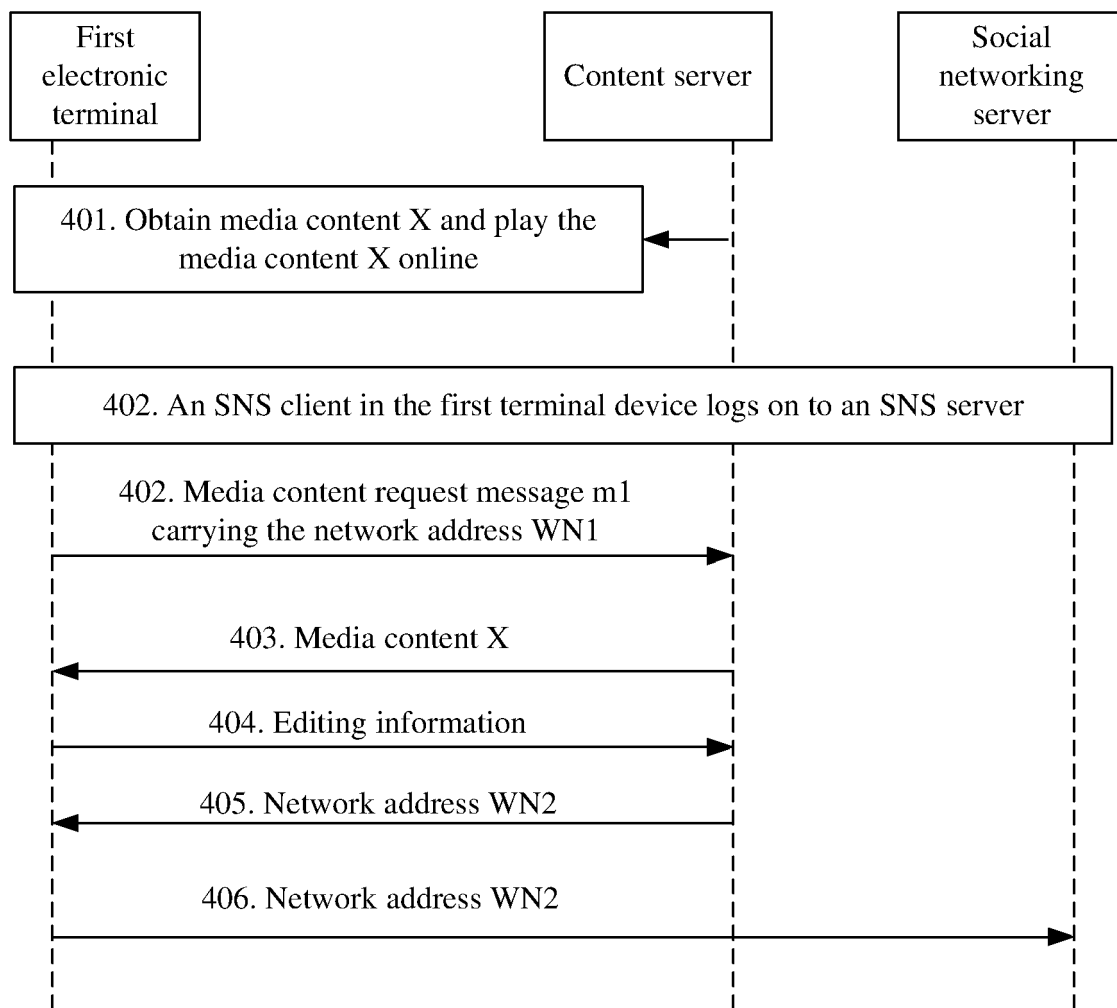 First
electronic
terminal
Content server
Social
networking
server
401. Obtain media content X and play the
media content X online
402. An SNS client in the first terminal device logs on to an SNS server
402. Media content request message m1
carrying the network address WN1
403. Media content X
404. Editing information
405. Network address WN2
406. Network address WN2